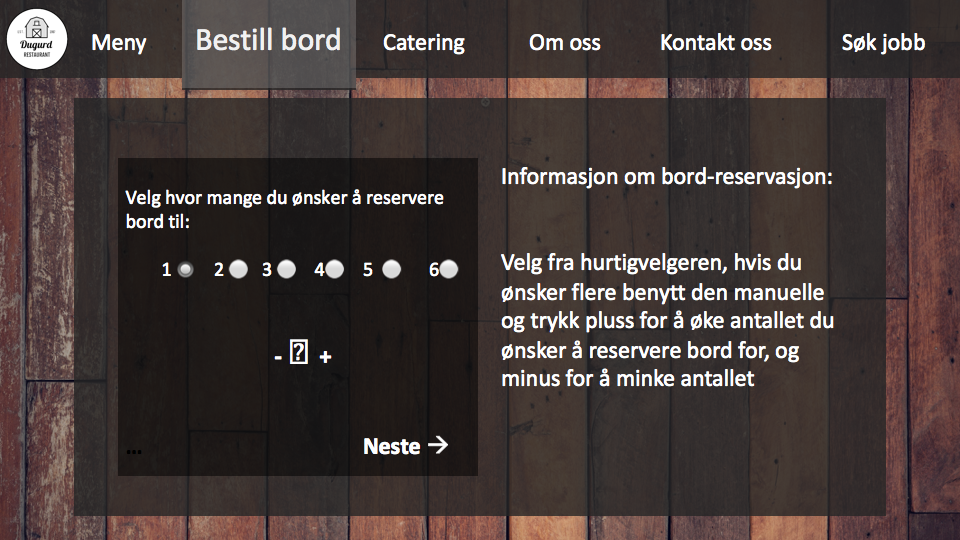 Dugurd
RESTAURANT
Meny
Bestill bord
Catering
Om oss
Kontakt oss
Søk jobb
Velg hvor mange du ønsker å reservere
bord til:
1 2 3 4 5 6
- ? +
...
Neste →
Informasjon om bord-reservasjon:
Velg fra hurtigvelgeren, hvis du
ønsker flere benytt den manuelle
og trykk pluss for å øke antallet du
ønsker å reservere bord for, og
minus for å minke antallet